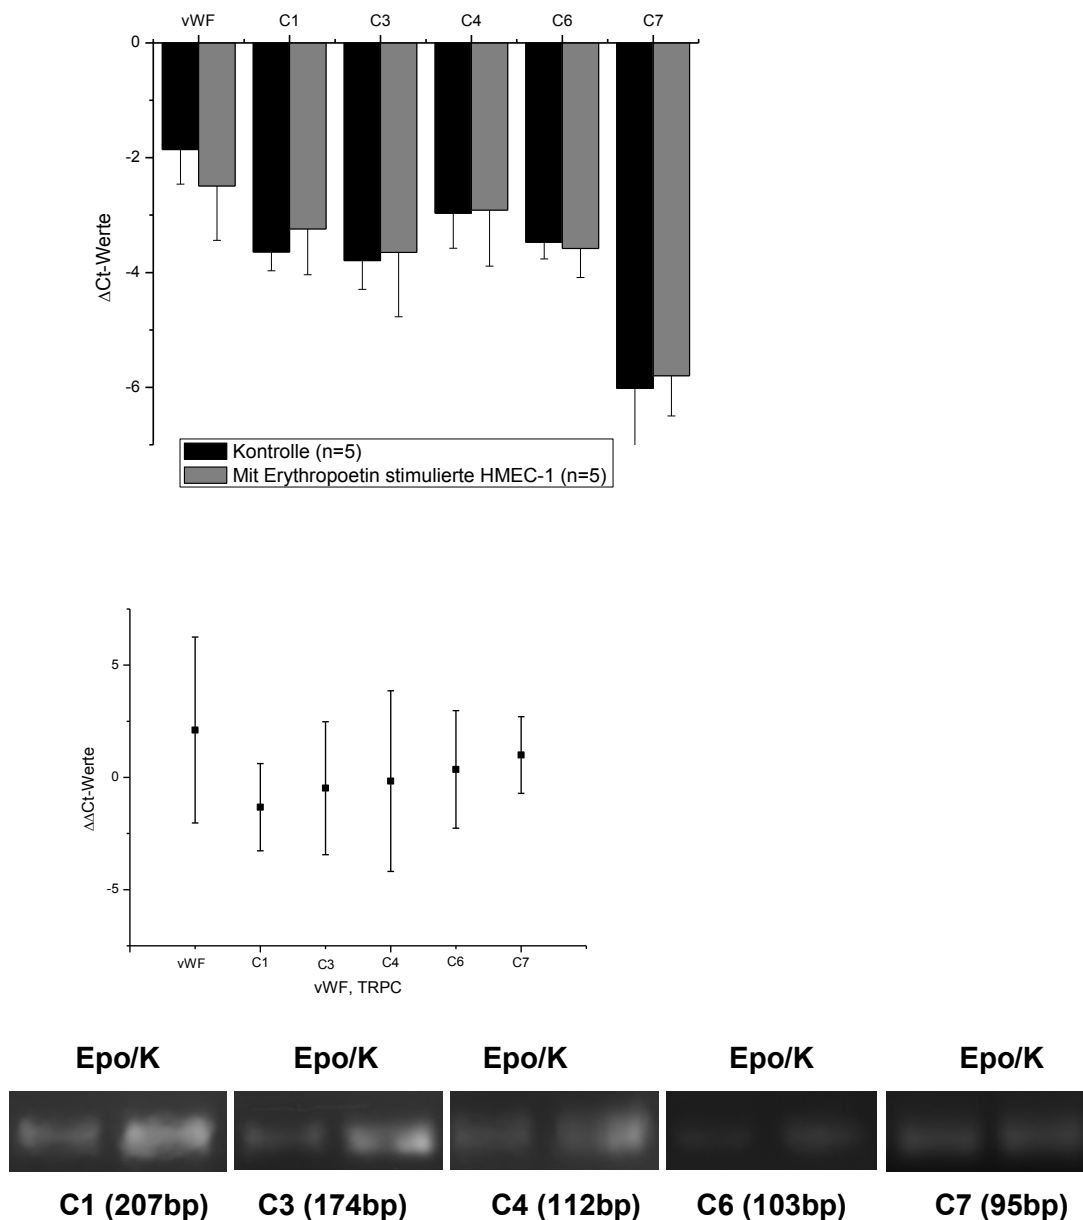 vWF C1 C3 C4 C6 C7
0
-2
-4
-6
ΔCt-Werte
Kontrolle (n=5)
Mit Erythropoetin stimulierte HMEC-1 (n=5)
5
0
-5
ΔΔCt-Werte
vWF C1 C3 C4 C6 C7
vWF, TRPC
Epo/K Epo/K Epo/K Epo/K Epo/K
C1 (207bp) C3 (174bp) C4 (112bp) C6 (103bp) C7 (95bp)